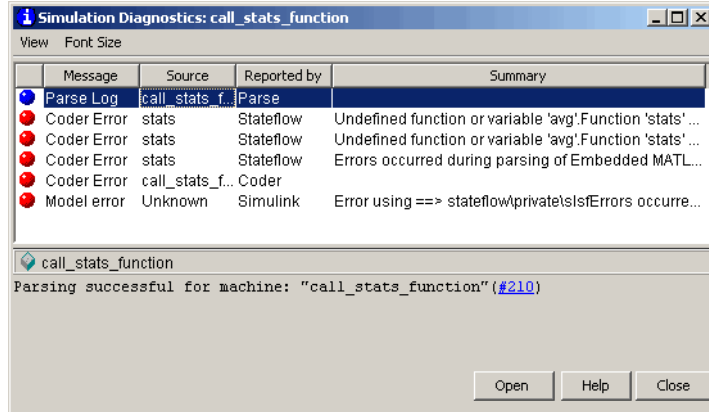 Simulation Diagnostics: call_stats_function
View Font Size
Message Source Reported by Summary
Parse Log call_stats_f... Parse
Coder Error stats Stateflow Undefined function or variable 'avg'.Function 'stats' ...
Coder Error stats Stateflow Undefined function or variable 'avg'.Function 'stats' ...
Coder Error stats Stateflow Errors occurred during parsing of Embedded MATL...
Coder Error call_stats_f... Coder
Model error Unknown Simulink Error using ==> stateflow\private\slsfErrors occurre...
call_stats_function
Parsing successful for machine: "call_stats_function"(#210)
Open Help Close